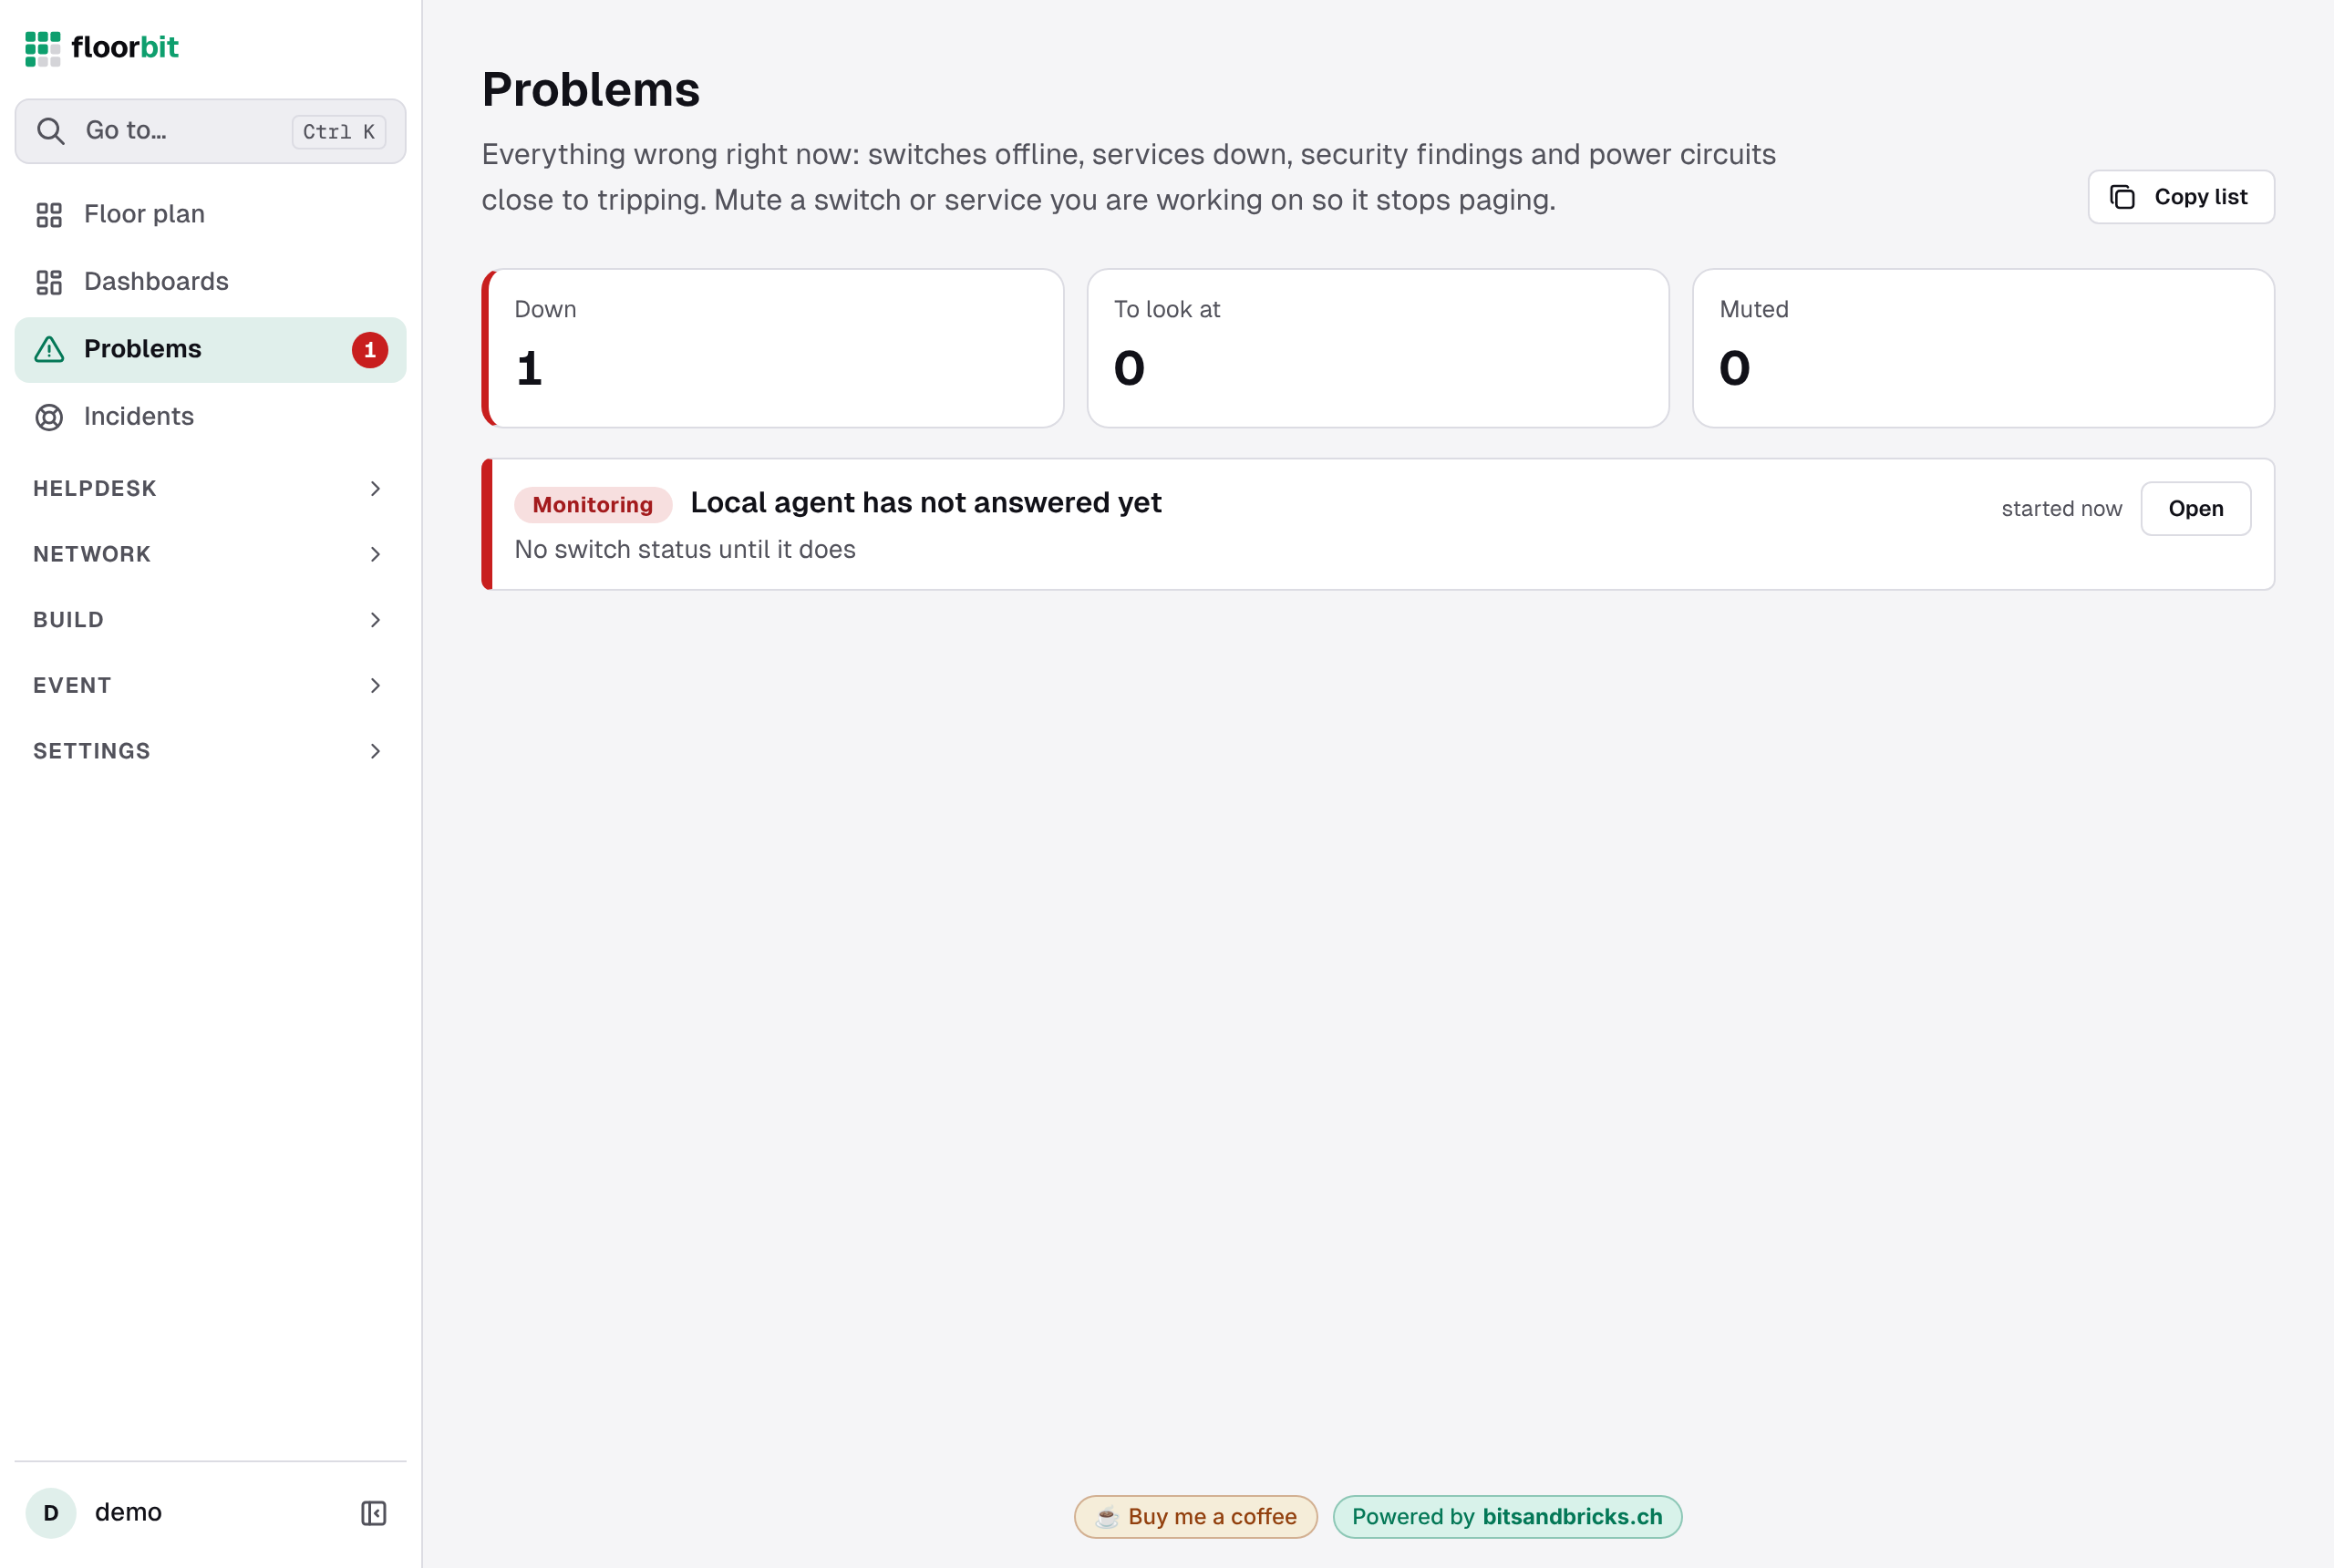 floorbit
Go to...
Ctrl K
Floor plan
Dashboards
Problems
1
Incidents
HELPDESK
NETWORK
BUILD
EVENT
SETTINGS
D
demo
Problems
Everything wrong right now: switches offline, services down, security findings and power circuits
close to tripping. Mute a switch or service you are working on so it stops paging.
Copy list
Down
1
To look at
0
Muted
0
Monitoring
Local agent has not answered yet
started now
Open
No switch status until it does
Buy me a coffee
Powered by bitsandbricks.ch